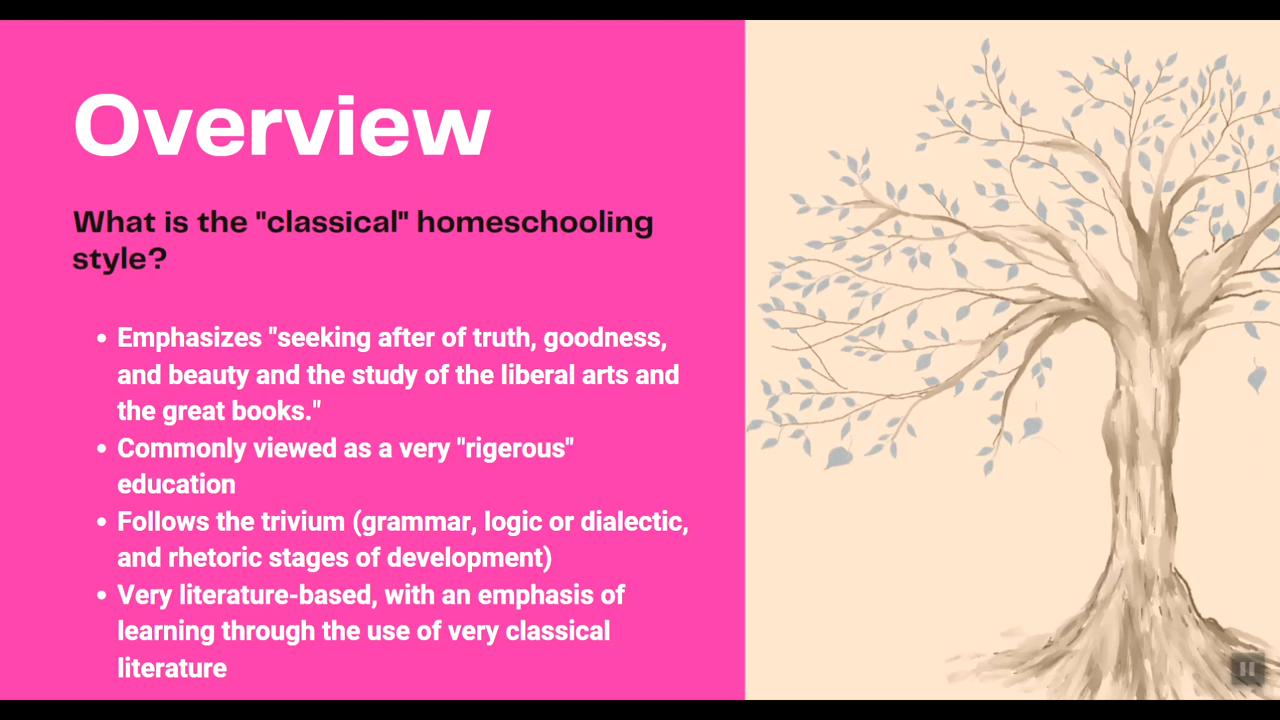 Overview
What is the "classical" homeschooling
style?
• Emphasizes "seeking after of truth, goodness,
and beauty and the study of the liberal arts and
the great books."
• Commonly viewed as a very "rigerous"
education
• Follows the trivium (grammar, logic or dialectic,
and rhetoric stages of development)
• Very literature-based, with an emphasis of
learning through the use of very classical
literature